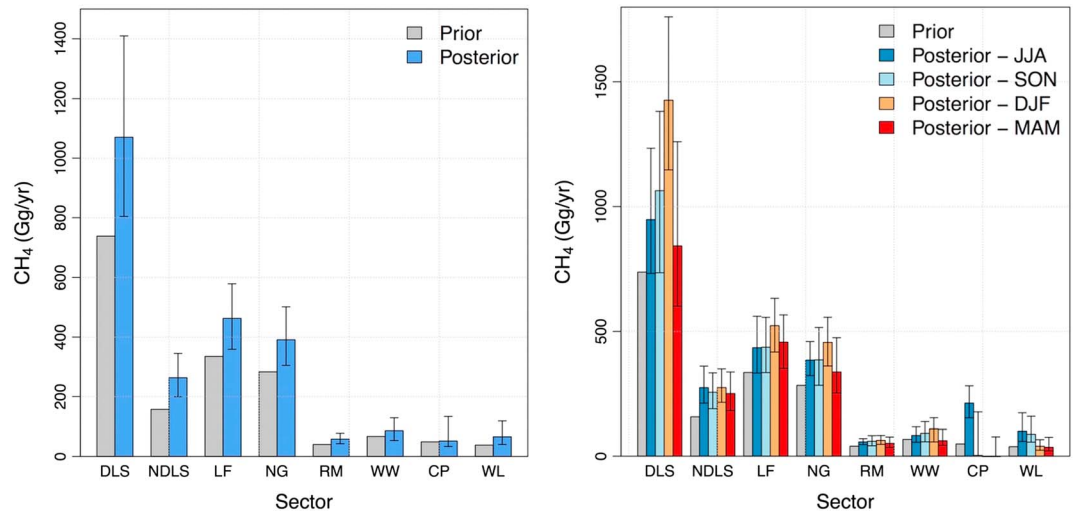 CH4 (Gg/yr)
0
200
400
600
800
1000
1200
1400
Prior
Posterior
DLS NDLS LF NG RM WW CP WL
Sector
CH4 (Gg/yr)
0
500
1000
1500
Prior
Posterior – JJA
Posterior – SON
Posterior – DJF
Posterior – MAM
DLS NDLS LF NG RM WW CP WL
Sector